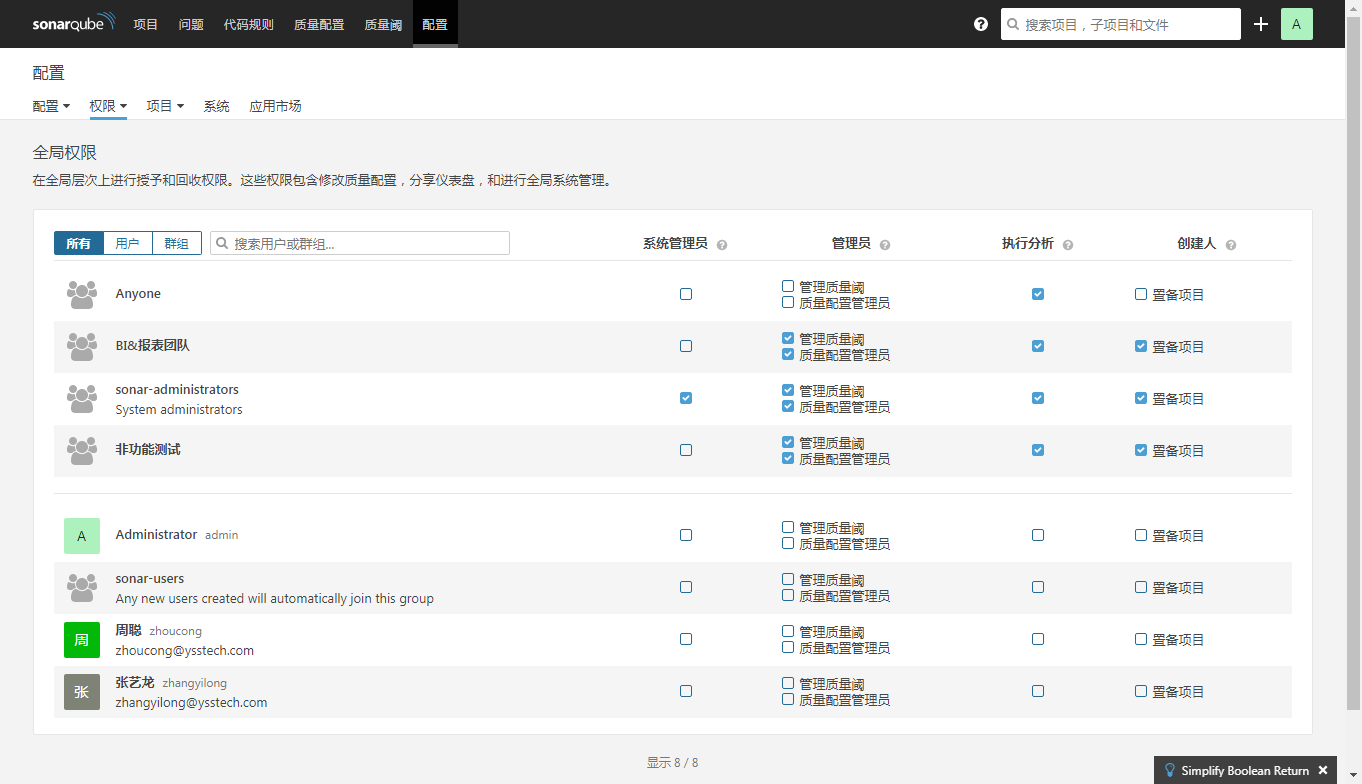 sonarqube 项目 问题 代码规则 质量配置 质量阈 配置 搜索项目，子项目和文件 A
配置
配置 权限 项目 系统 应用市场
全局权限
在全局层次上进行授予和回收权限。这些权限包含修改质量配置，分享仪表盘，和进行全局系统管理。
所有 用户 群组 搜索用户或群组... 系统管理员 ? 管理员 ? 执行分析 ? 创建人 ?
Anyone 管理质量阈 置备项目
质量配置管理员
BI&报表团队 管理质量阈 置备项目
质量配置管理员
sonar-administrators 管理质量阈 置备项目
System administrators 质量配置管理员
非功能测试 管理质量阈 置备项目
质量配置管理员
A Administrator admin 管理质量阈 置备项目
质量配置管理员
sonar-users 管理质量阈 置备项目
Any new users created will automatically join this group 质量配置管理员
周 周聪 zhoucong 管理质量阈 置备项目
zhoucong@ysstech.com 质量配置管理员
张 张艺龙 zhangyilong 管理质量阈 置备项目
zhangyilong@ysstech.com 质量配置管理员
显示 8 / 8
Simplify Boolean Return